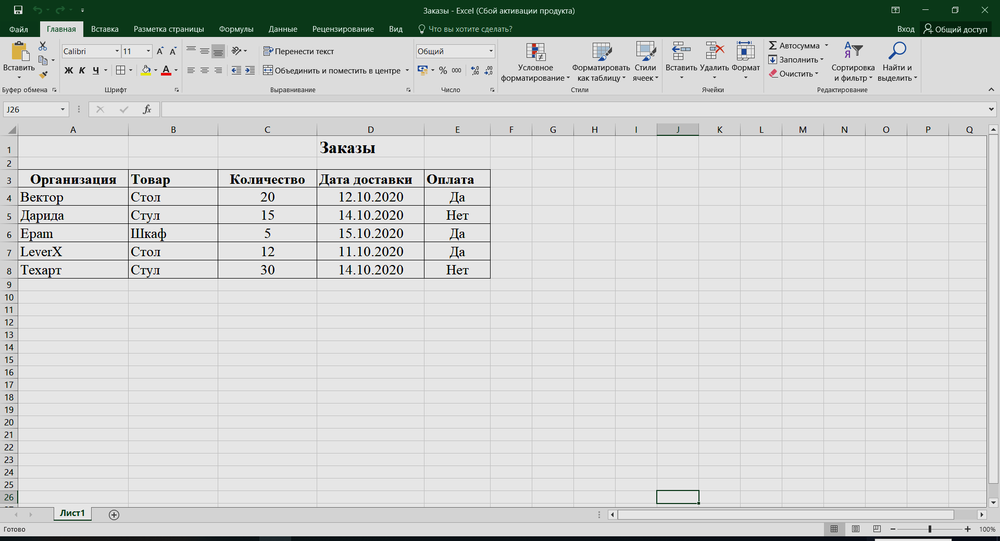 Заказы - Excel (Сбой активации продукта)
Файл Главная Вставка Разметка страницы Формулы Данные Рецензирование Вид Что вы хотите сделать? Вход Общий доступ
Вставить
Буфер обмена
Calibri 11
Ж К Ч
Шрифт
Перенести текст
Объединить и поместить в центре
Выравнивание
Общий
% 000
Число
Условное форматирование
Форматировать как таблицу
Стили ячеек
Стили
Вставить Удалить Формат
Ячейки
Автосумма
Заполнить
Очистить
Сортировка и фильтр
Найти и выделить
Редактирование
J26 fx
A B C D E F G H I J K L M N O P Q
1 Заказы
2
3 Организация Товар Количество Дата доставки Оплата
4 Вектор Стол 20 12.10.2020 Да
5 Дарида Стул 15 14.10.2020 Нет
6 Epam Шкаф 5 15.10.2020 Да
7 LeverX Стол 12 11.10.2020 Да
8 Техарт Стул 30 14.10.2020 Нет
9
10
11
12
13
14
15
16
17
18
19
20
21
22
23
24
25
26
Лист1
Готово 100%